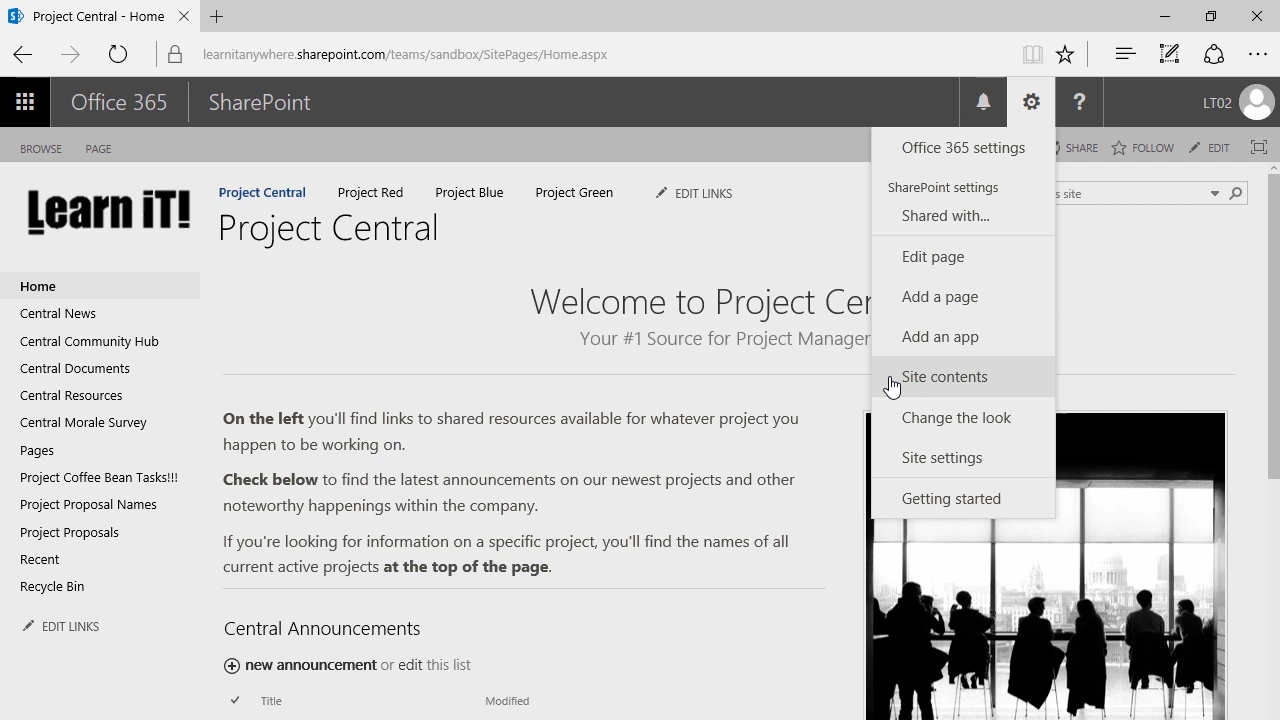 Project Central - Home
learnitanywhere.sharepoint.com/teams/sandbox/SitePages/Home.aspx
Office 365
SharePoint
?
LT02
BROWSE
PAGE
SHARE
FOLLOW
EDIT
Learn iT!
Project Central
Project Red
Project Blue
Project Green
EDIT LINKS
s site
Project Central
Office 365 settings
SharePoint settings
Shared with...
Edit page
Add a page
Add an app
Site contents
Change the look
Site settings
Getting started
Home
Central News
Central Community Hub
Central Documents
Central Resources
Central Morale Survey
Pages
Project Coffee Bean Tasks!!!
Project Proposal Names
Project Proposals
Recent
Recycle Bin
EDIT LINKS
Welcome to Project Cen
Your #1 Source for Project Manager
On the left you'll find links to shared resources available for whatever project you
happen to be working on.
Check below to find the latest announcements on our newest projects and other
noteworthy happenings within the company.
If you're looking for information on a specific project, you'll find the names of all
current active projects at the top of the page.
Central Announcements
new announcement or edit this list
Title
Modified